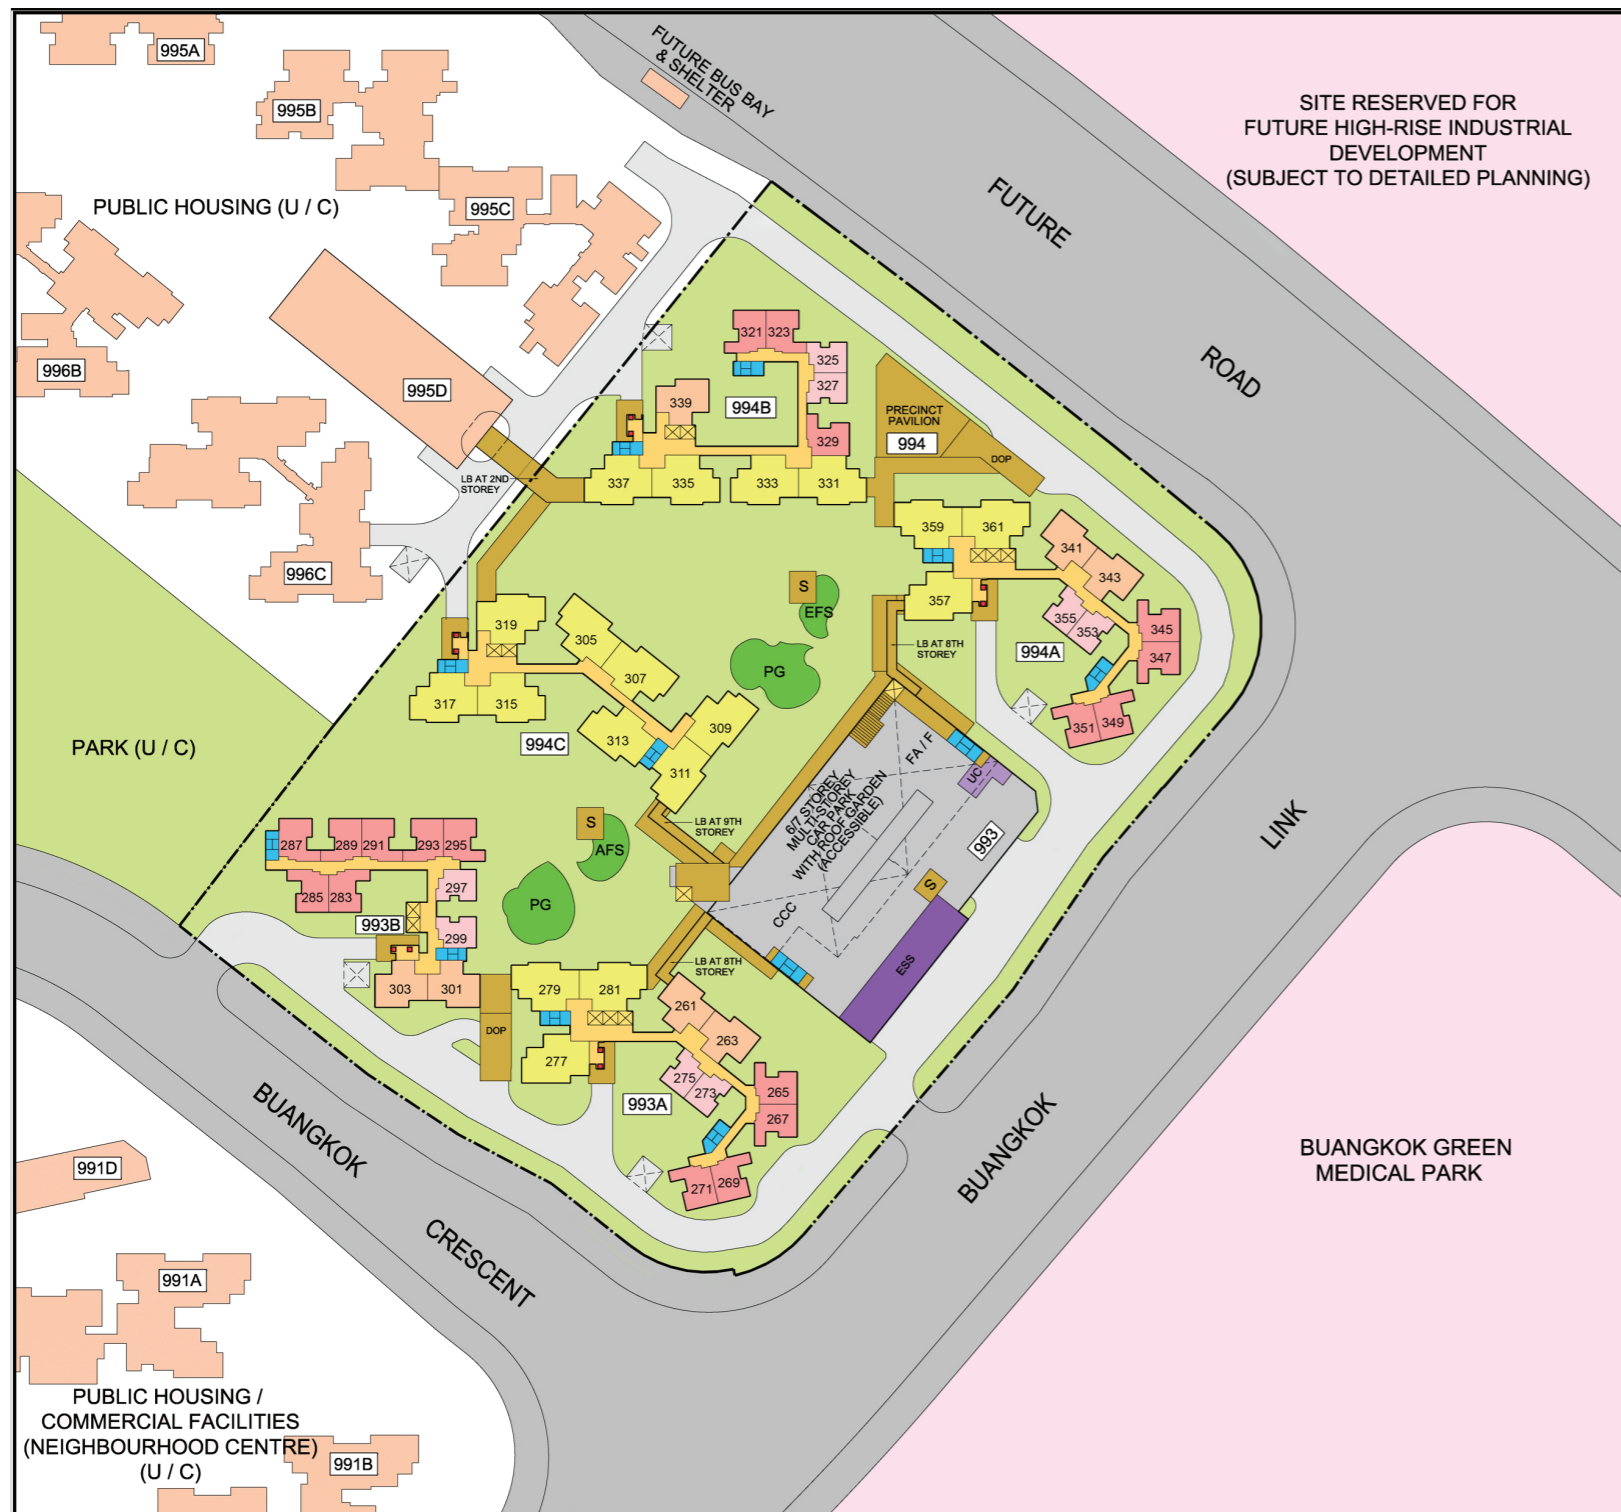 995A
995B
FUTURE BUS BAY
& SHELTER
SITE RESERVED FOR
FUTURE HIGH-RISE INDUSTRIAL
DEVELOPMENT
(SUBJECT TO DETAILED PLANNING)
PUBLIC HOUSING (U / C)
995C
FUTURE
ROAD
996B
995D
996C
321 323
325
327
339
994B
329
337 335 333 331
PRECINCT
PAVILION
994
DOP
LB AT 2ND
STOREY
359 361
341
343
357
355
353
345
347
994A
351 349
S
EFS
PG
LB AT 8TH
STOREY
319
305
307
317 315
309
313
311
994C
PARK (U / C)
FA / F
UC
6/7 STOREY
MULTI-STOREY
CAR PARK
WITH ROOF GARDEN
(ACCESSIBLE)
993
S
CCC
ESS
LINK
LB AT 9TH
STOREY
S
AFS
PG
287 289 291 293 295
285 283
297
993B
299
303 301
LB AT 8TH
STOREY
279 281
261
263
DOP
277
275
273
265
267
993A
271 269
BUANGKOK
CRESCENT
BUANGKOK
BUANGKOK GREEN
MEDICAL PARK
991D
991A
PUBLIC HOUSING /
COMMERCIAL FACILITIES
(NEIGHBOURHOOD CENTRE)
(U / C)
991B